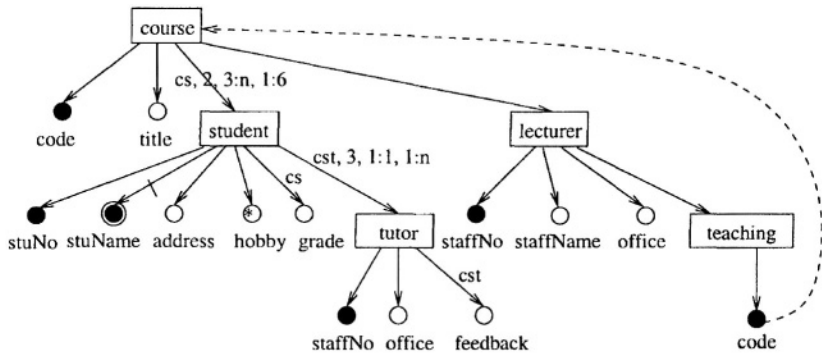 course
cs, 2, 3:n, 1:6
code
title
student
lecturer
cst, 3, 1:1, 1:n
cs
stuNo
stuName
address
*
hobby
grade
tutor
staffNo
staffName
office
teaching
cst
staffNo
office
feedback
code